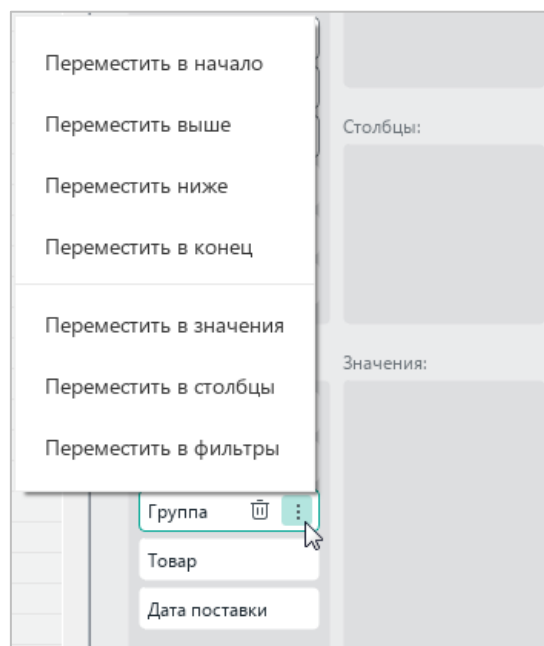 Переместить в начало
Переместить выше
Переместить ниже
Переместить в конец
Переместить в значения
Переместить в столбцы
Переместить в фильтры
Столбцы:
Значения:
Группа
Товар
Дата поставки